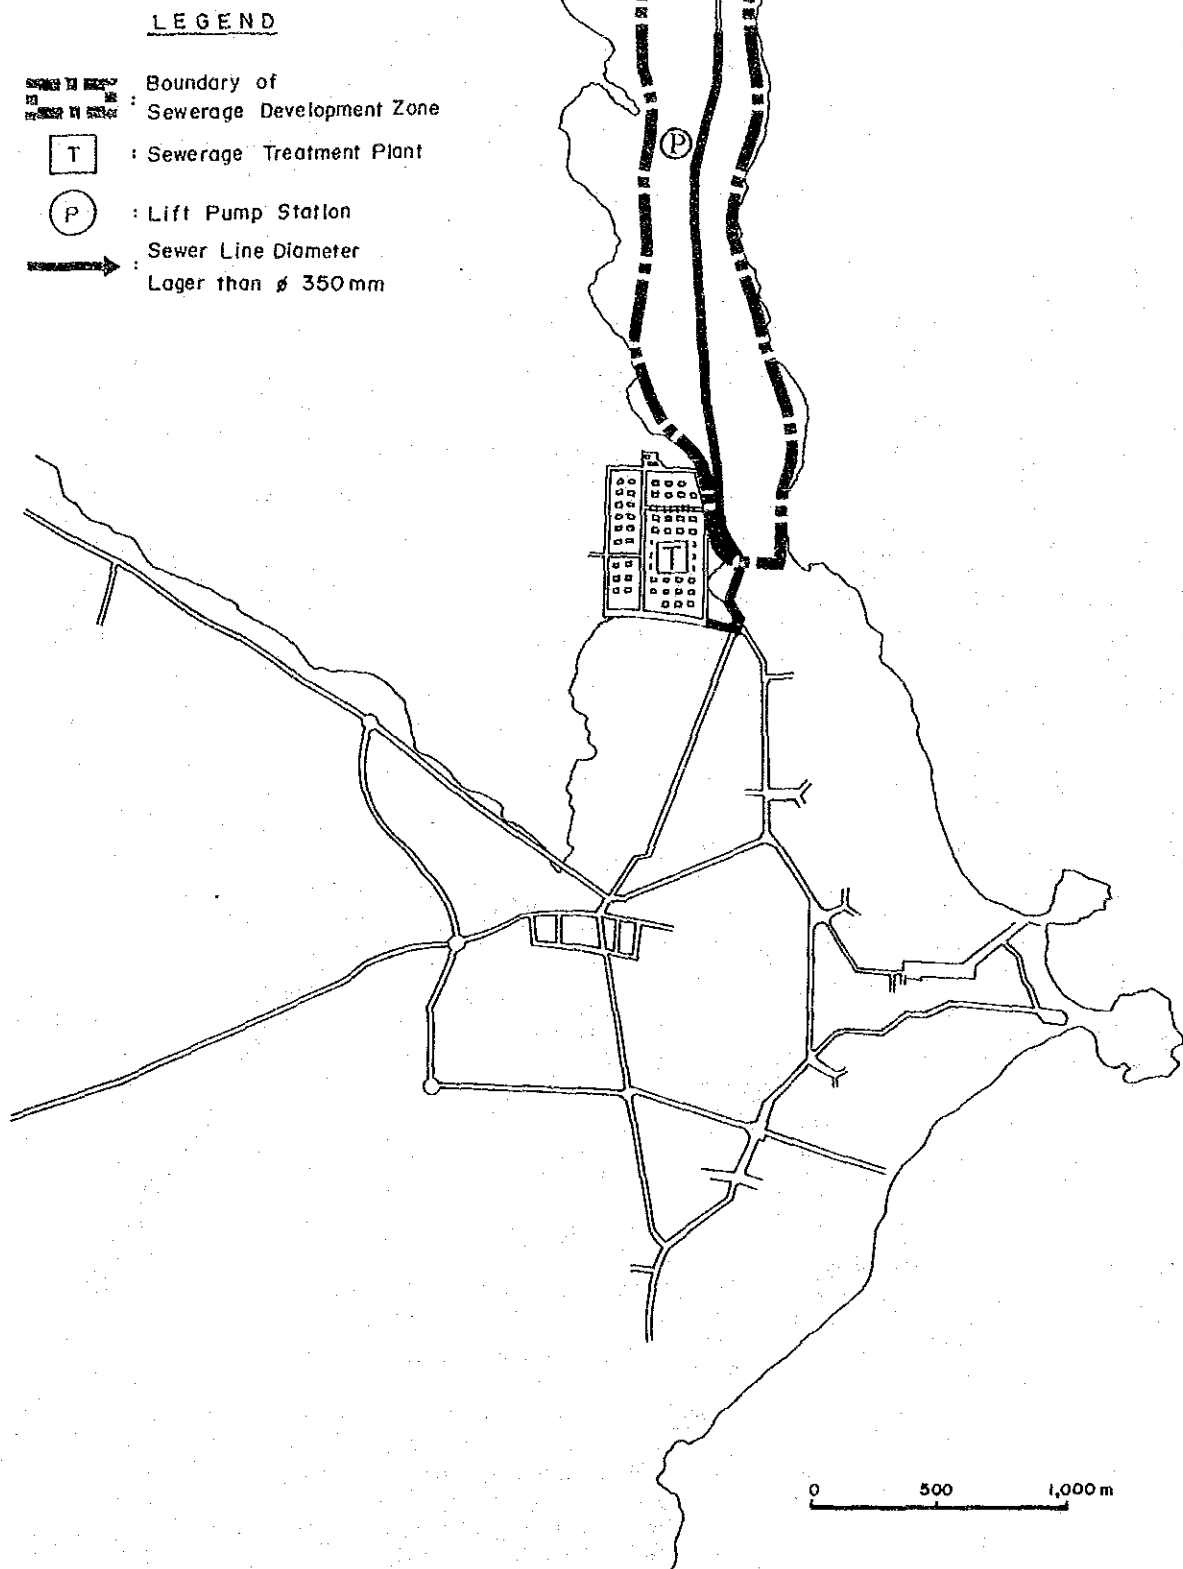 LEGEND
Boundary of
: Sewerage Development Zone
T : Sewerage Treatment Plant
P : Lift Pump Station
Sewer Line Diameter
: Lager than ø 350mm
P
T
0 500 1,000m